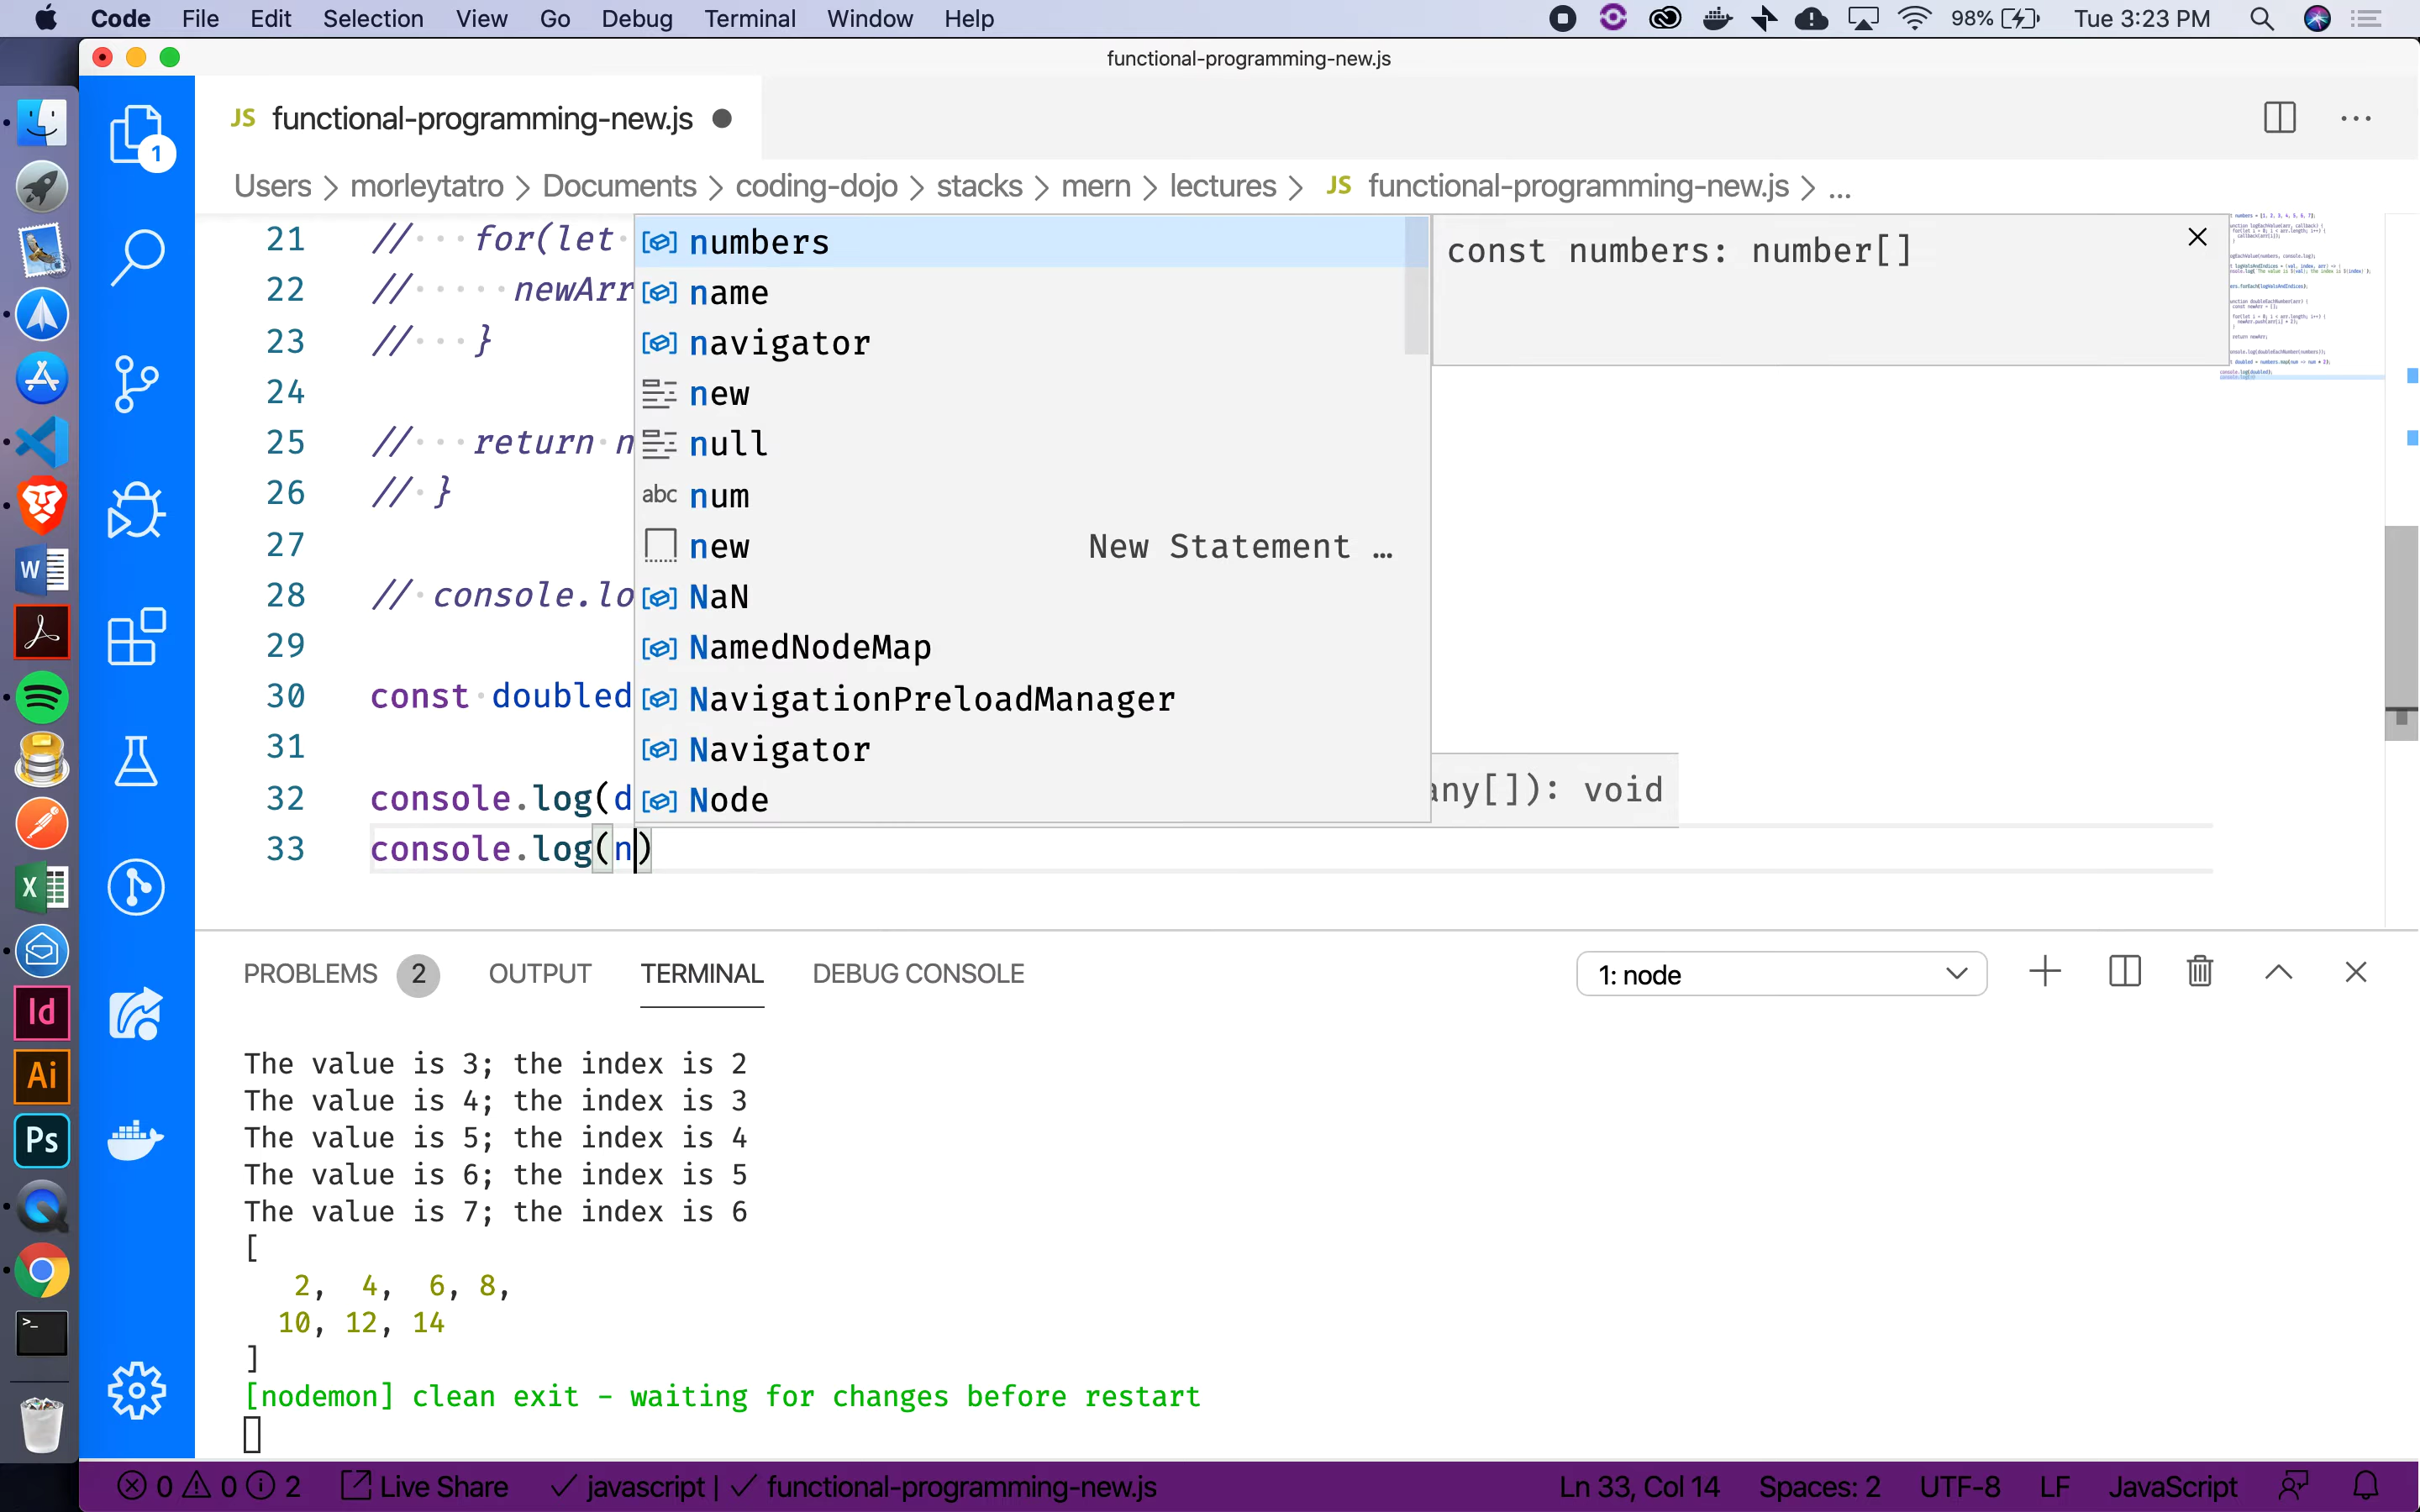 Code File Edit Selection View Go Debug Terminal Window Help 98% Tue 3:23 PM
functional-programming-new.js
JS functional-programming-new.js
1
Users > morleytatro > Documents > coding-dojo > stacks > mern > lectures > JS functional-programming-new.js > ...
21 // ··· for(let ·
22 // ····· newArr
23 // ··· }
24
25 // ··· return · n
26 // · }
27
28 // · console.lo
29
30 const · doubled
31
32 console.log(d
33 console.log(n)
numbers
name
navigator
new
null
abc num
new New Statement …
NaN
NamedNodeMap
NavigationPreloadManager
Navigator
Node
const numbers: number[]
any[]): void
PROBLEMS 2 OUTPUT TERMINAL DEBUG CONSOLE 1: node
The value is 3; the index is 2
The value is 4; the index is 3
The value is 5; the index is 4
The value is 6; the index is 5
The value is 7; the index is 6
[
2, 4, 6, 8,
10, 12, 14
]
[nodemon] clean exit - waiting for changes before restart
W
X
Id
Ai
Ps
>_
0 0 2 Live Share javascript | functional-programming-new.js Ln 33, Col 14 Spaces: 2 UTF-8 LF JavaScript